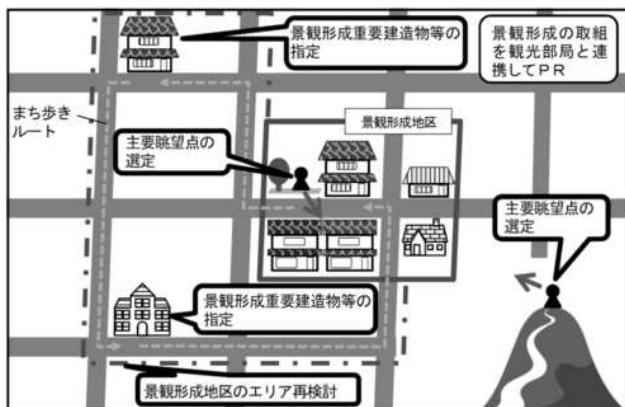 景観形成重要建造物等の
指定
景観形成の取組
を観光部局と連
携してＰＲ
まち歩き
ルート
主要眺望点の
選定
景観形成地区
主要眺望点の
選定
景観形成重要建造物等の
指定
景観形成地区のエリア再検討